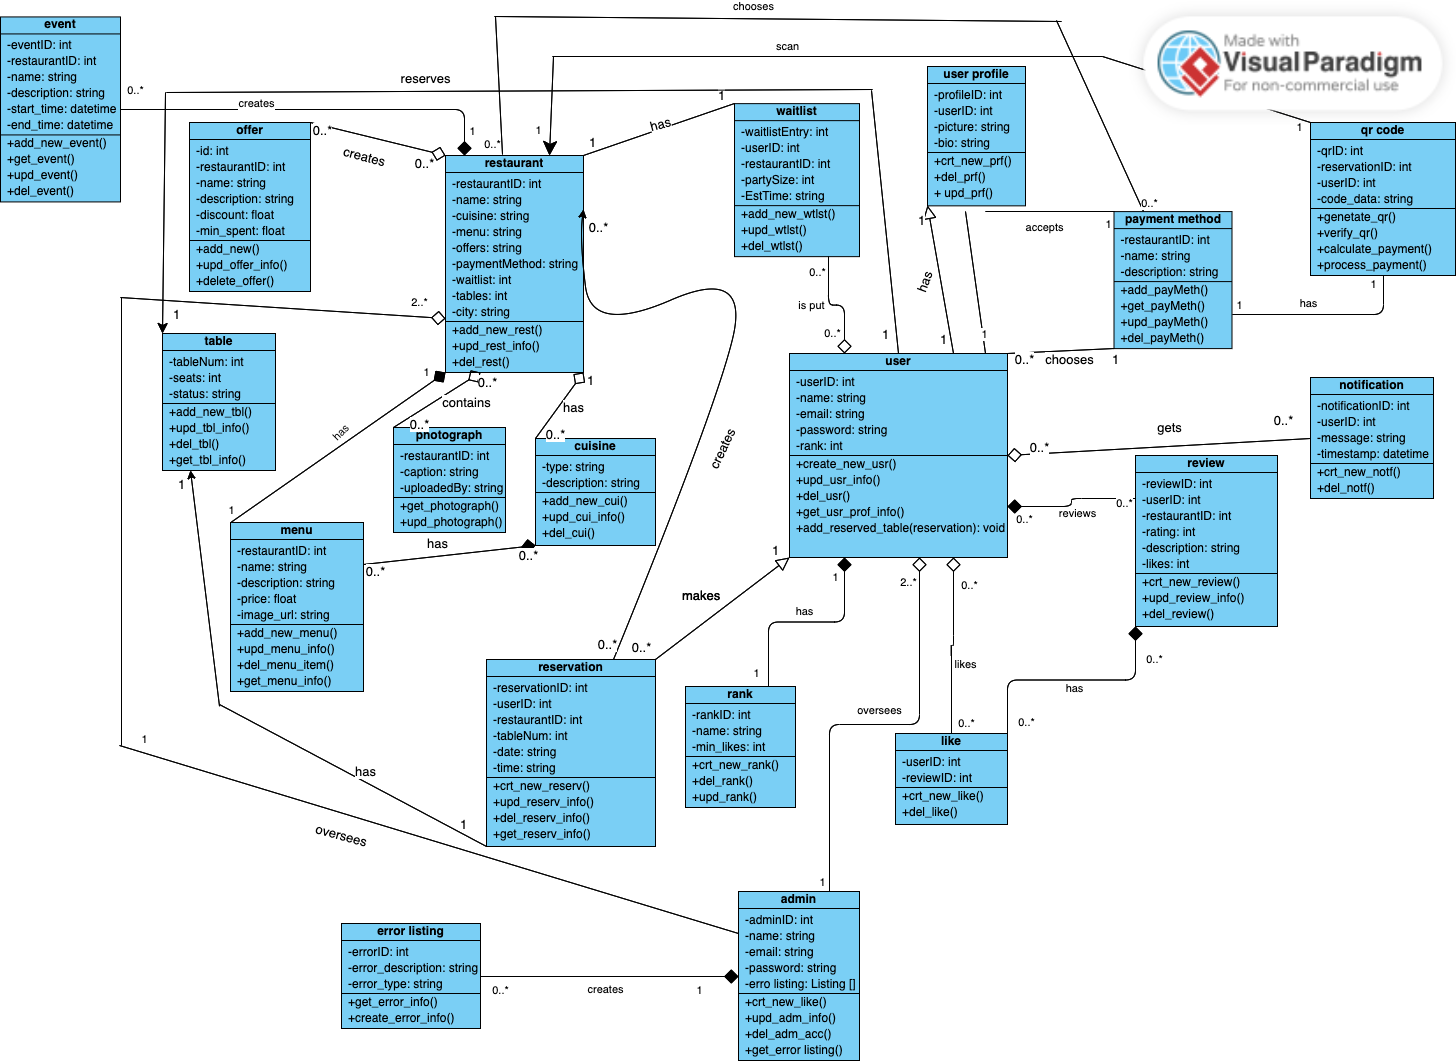 chooses
Made with
VisualParadigm
For non-commercial use
scan
reserves
event
-eventID: int
-restaurantID: int
-name: string
-description: string
-start_time: datetime
-end_time: datetime
+add_new_event()
+get_event()
+upd_event()
+del_event()
0..*
creates
1
offer
-id: int
-restaurantID: int
-name: string
-description: string
-discount: float
-min_spent: float
+add_new()
+upd_offer_info()
+delete_offer()
0..*
creates
0..*
0..*
1
restaurant
-restaurantID: int
-name: string
-cuisine: string
-menu: string
-offers: string
-paymentMethod: string
-waitlist: int
-tables: int
-city: string
+add_new_rest()
+upd_rest_info()
+del_rest()
1
has
1
waitlist
-waitlistEntry: int
-userID: int
-restaurantID: int
-partySize: int
-EstTime: string
+add_new_wtlst()
+upd_wtlst()
+del_wtlst()
0..*
is put
0..*
user profile
-profileID: int
-userID: int
-picture: string
-bio: string
+crt_new_prf()
+del_prf()
+ upd_prf()
1
has
1
1
1
accepts
1
0..*
payment method
-restaurantID: int
-name: string
-description: string
+add_payMeth()
+get_payMeth()
+upd_payMeth()
+del_payMeth()
1
has
1
1
qr code
-qrID: int
-reservationID: int
-userID: int
-code_data: string
+genetate_qr()
+verify_qr()
+calculate_payment()
+process_payment()
0..*
chooses
1
0..*
2..*
1
table
-tableNum: int
-seats: int
-status: string
+add_new_tbl()
+upd_tbl_info()
+del_tbl()
+get_tbl_info()
1
1
has
1
0..*
contains
0..*
photograph
-restaurantID: int
-caption: string
-uploadedBy: string
+get_photograph()
+upd_photograph()
1
has
0..*
cuisine
-type: string
-description: string
+add_new_cui()
+upd_cui_info()
+del_cui()
menu
-restaurantID: int
-name: string
-description: string
-price: float
-image_url: string
+add_new_menu()
+upd_menu_info()
+del_menu_item()
+get_menu_info()
0..*
has
0..*
creates
user
-userID: int
-name: string
-email: string
-password: string
-rank: int
+create_new_usr()
+upd_usr_info()
+del_usr()
+get_usr_prof_info()
+add_reserved_table(reservation): void
0..*
gets
0..*
notification
-notificationID: int
-userID: int
-message: string
-timestamp: datetime
+crt_new_notf()
+del_notf()
0..*
reviews
0..*
review
-reviewID: int
-userID: int
-restaurantID: int
-rating: int
-description: string
-likes: int
+crt_new_review()
+upd_review_info()
+del_review()
1
makes
0..*
0..*
reservation
-reservationID: int
-userID: int
-restaurantID: int
-tableNum: int
-date: string
-time: string
+crt_new_reserv()
+upd_reserv_info()
+del_reserv_info()
+get_reserv_info()
1
has
1
rank
-rankID: int
-name: string
-min_likes: int
+crt_new_rank()
+del_rank()
+upd_rank()
2..*
oversees
1
0..*
likes
0..*
like
-userID: int
-reviewID: int
+crt_new_like()
+del_like()
0..*
has
0..*
1
has
1
oversees
admin
-adminID: int
-name: string
-email: string
-password: string
-erro listing: Listing []
+crt_new_like()
+upd_adm_info()
+del_adm_acc()
+get_error listing()
error listing
-errorID: int
-error_description: string
-error_type: string
+get_error_info()
+create_error_info()
0..*
creates
1